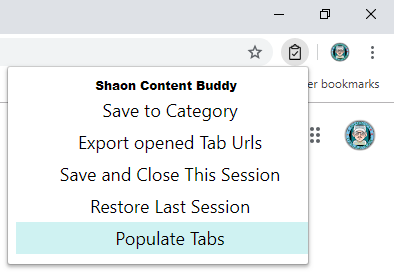 er bookmarks
Shaon Content Buddy
Save to Category
Export opened Tab Urls
Save and Close This Session
Restore Last Session
Populate Tabs